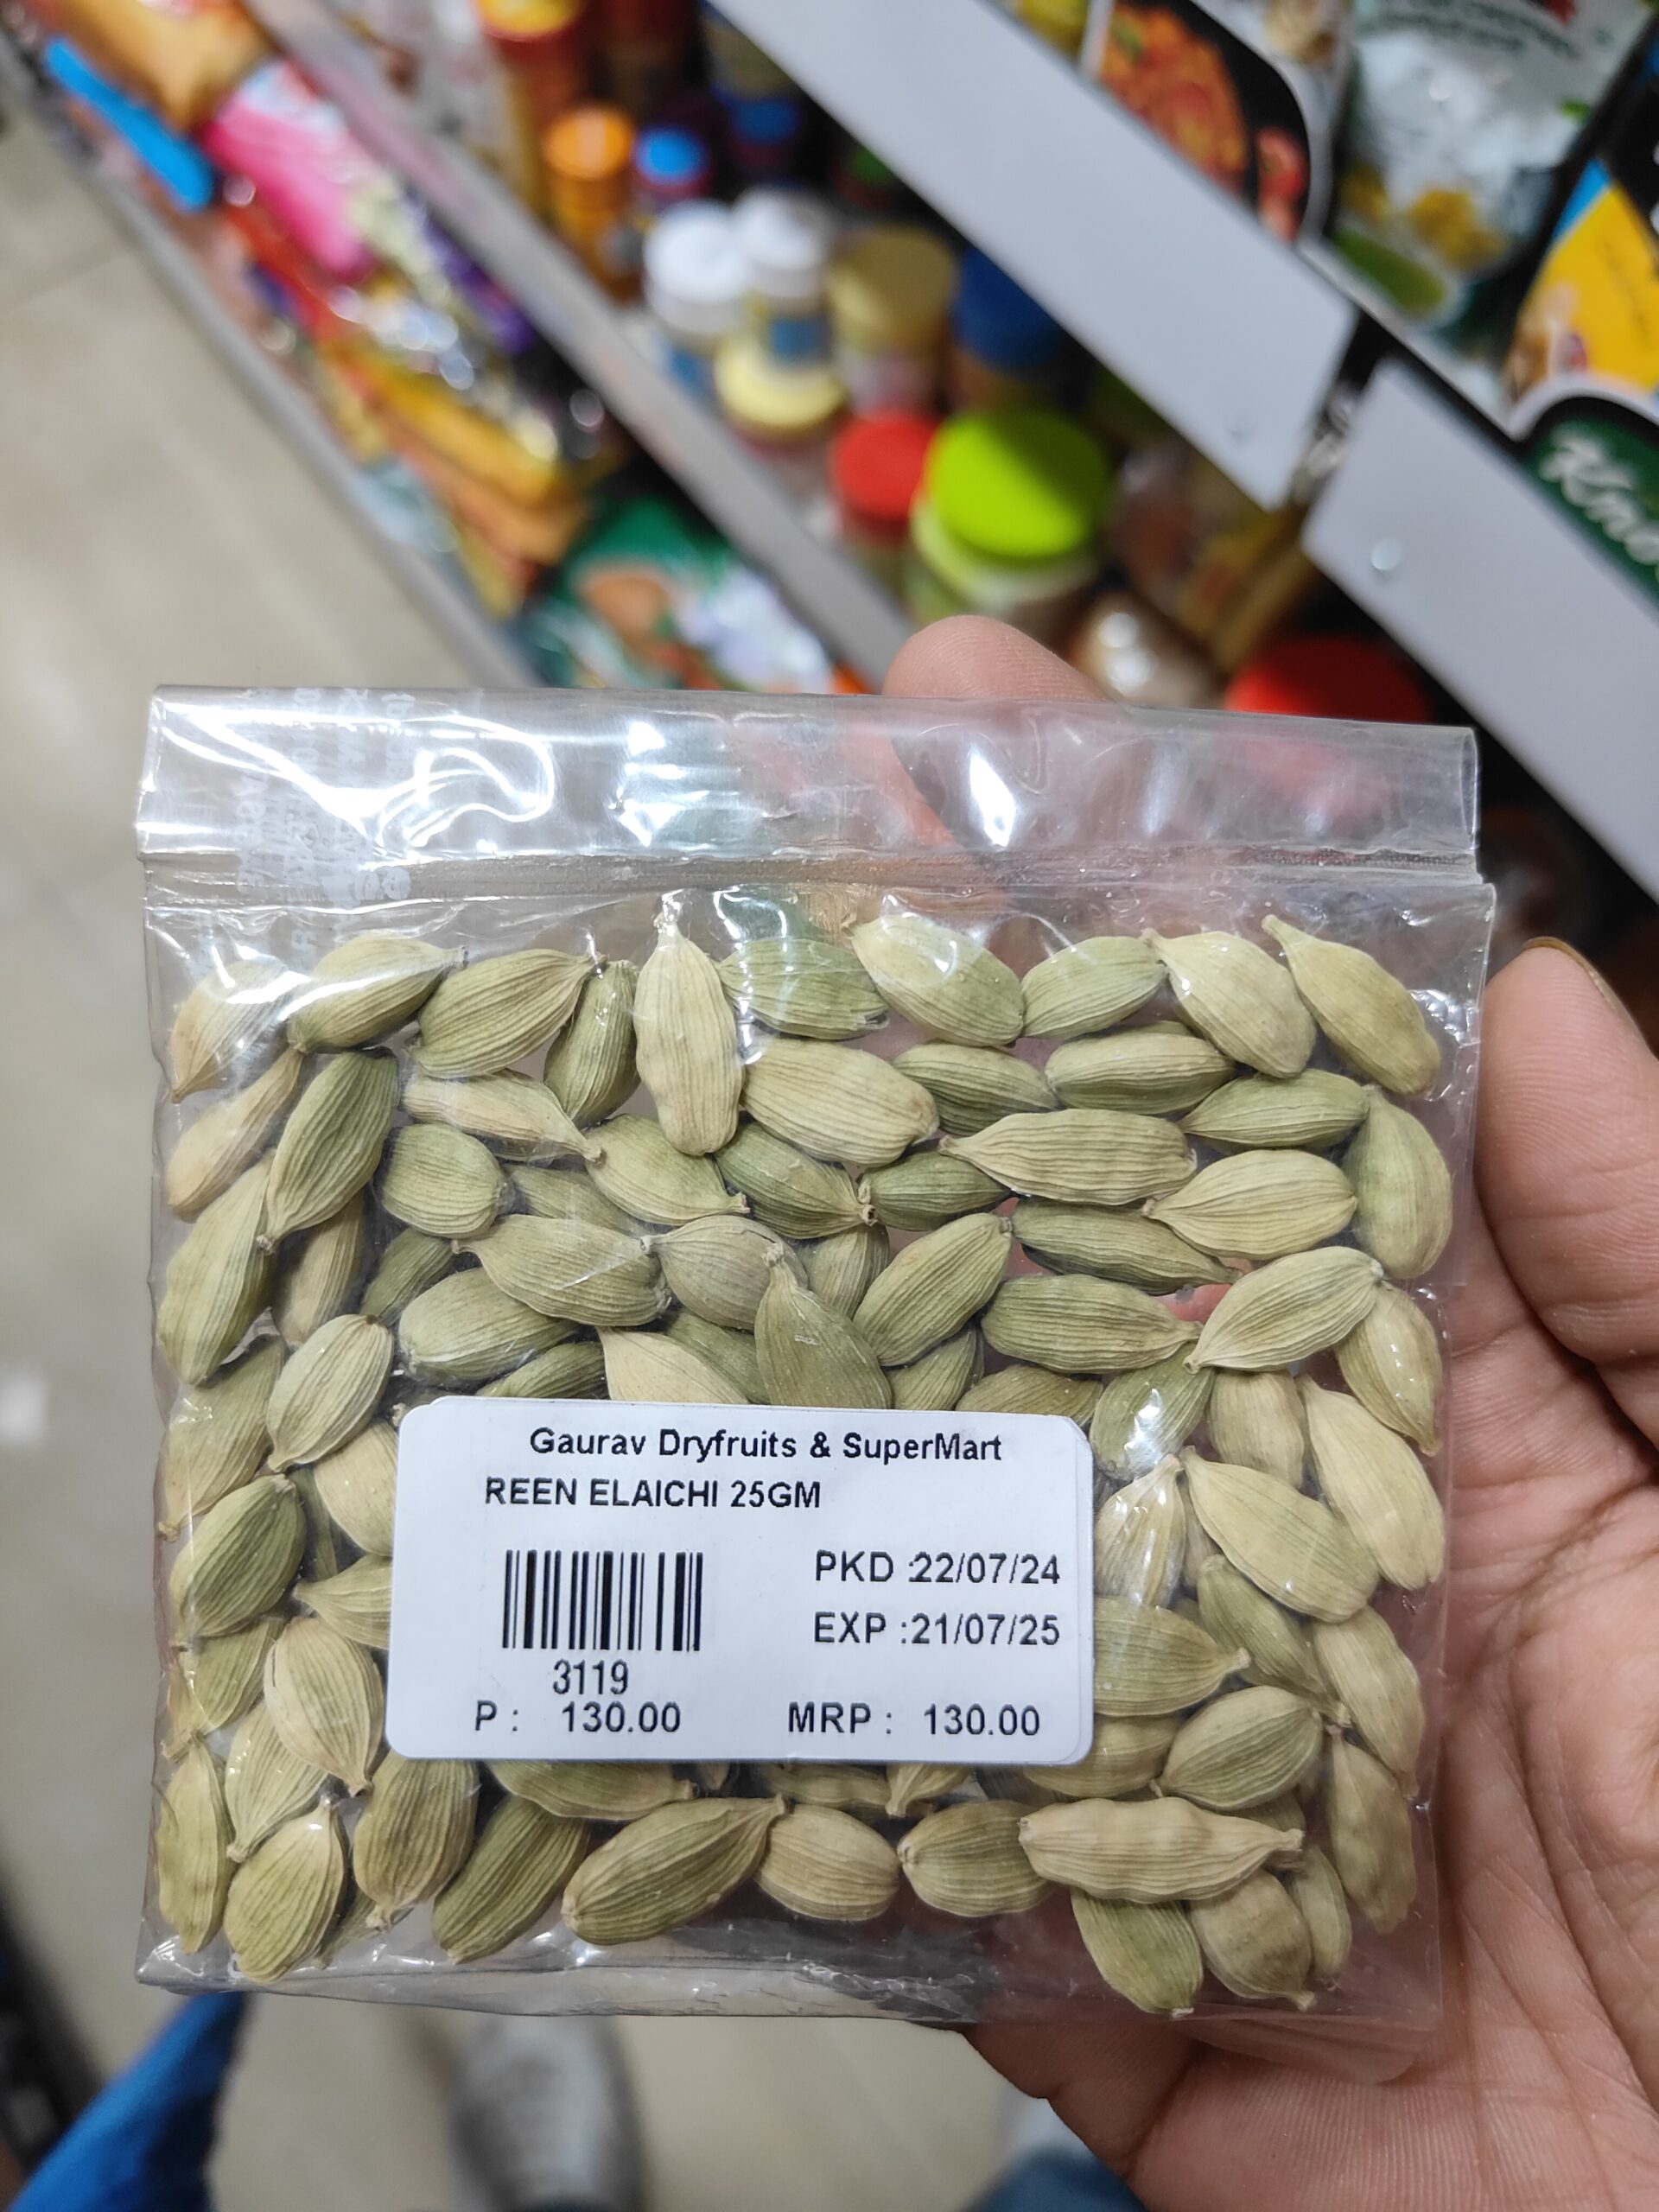 Gaurav Dryfruits & SuperMart
REEN ELAICHI 25GM
PKD :22/07/24
EXP :21/07/25
3119
P : 130.00 MRP : 130.00